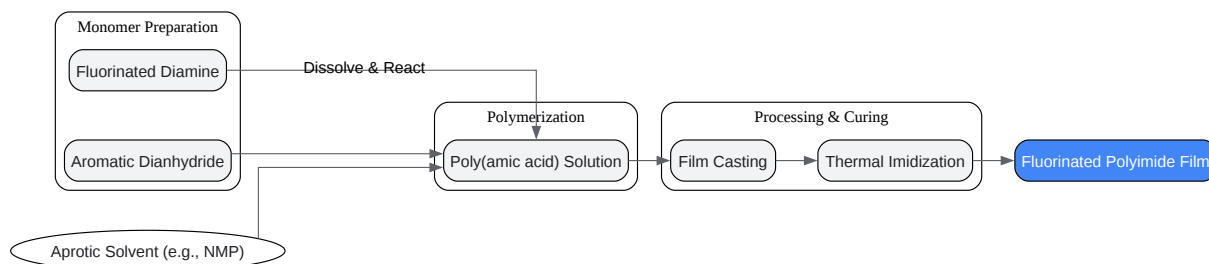 Monomer Preparation
Fluorinated Diamine
Dissolve & React
Polymerization
Processing & Curing
Aromatic Dianhydride
Poly(amic acid) Solution
Film Casting
Thermal Imidization
Fluorinated Polyimide Film
Aprotic Solvent (e.g., NMP)